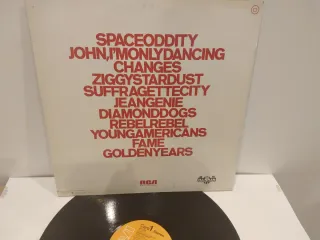 SPACEODDITY
JOHN,I'MONLYDANCING
CHANGES
ZIGGYSTARDUST
SUFFRAGETTECITY
JEANGENIE
DIAMONDDOGS
REBELREBEL
YOUNGAMERICANS
FAME
GOLDENYEARS
RCA